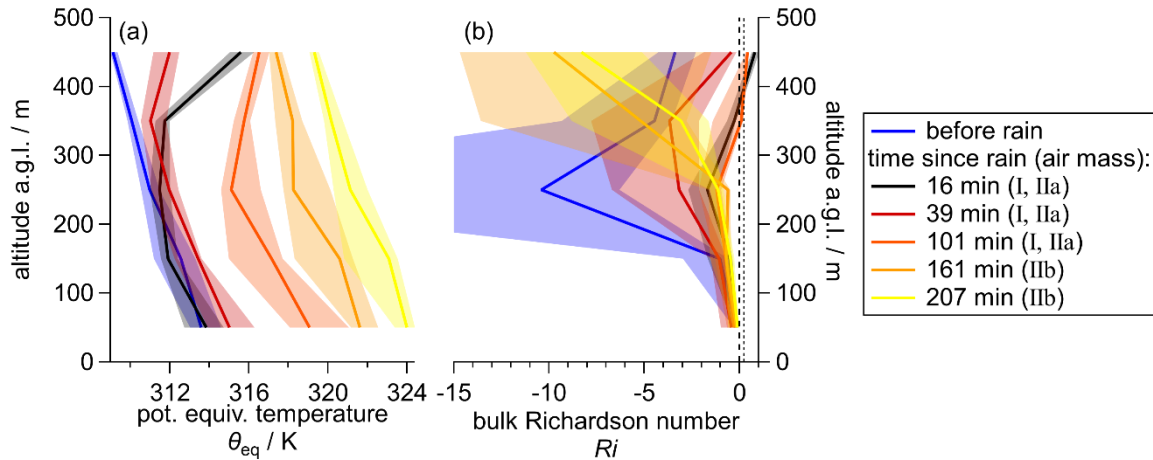 (a)
500
400
300
200
100
0
altitude a.g.l. / m
312
316
320
324
pot. equiv. temperature
θeq / K
(b)
-15
-10
-5
0
bulk Richardson number
Ri
500
400
300
200
100
0
altitude a.g.l. / m
before rain
time since rain (air mass):
16 min (I, IIa)
39 min (I, IIa)
101 min (I, IIa)
161 min (IIb)
207 min (IIb)